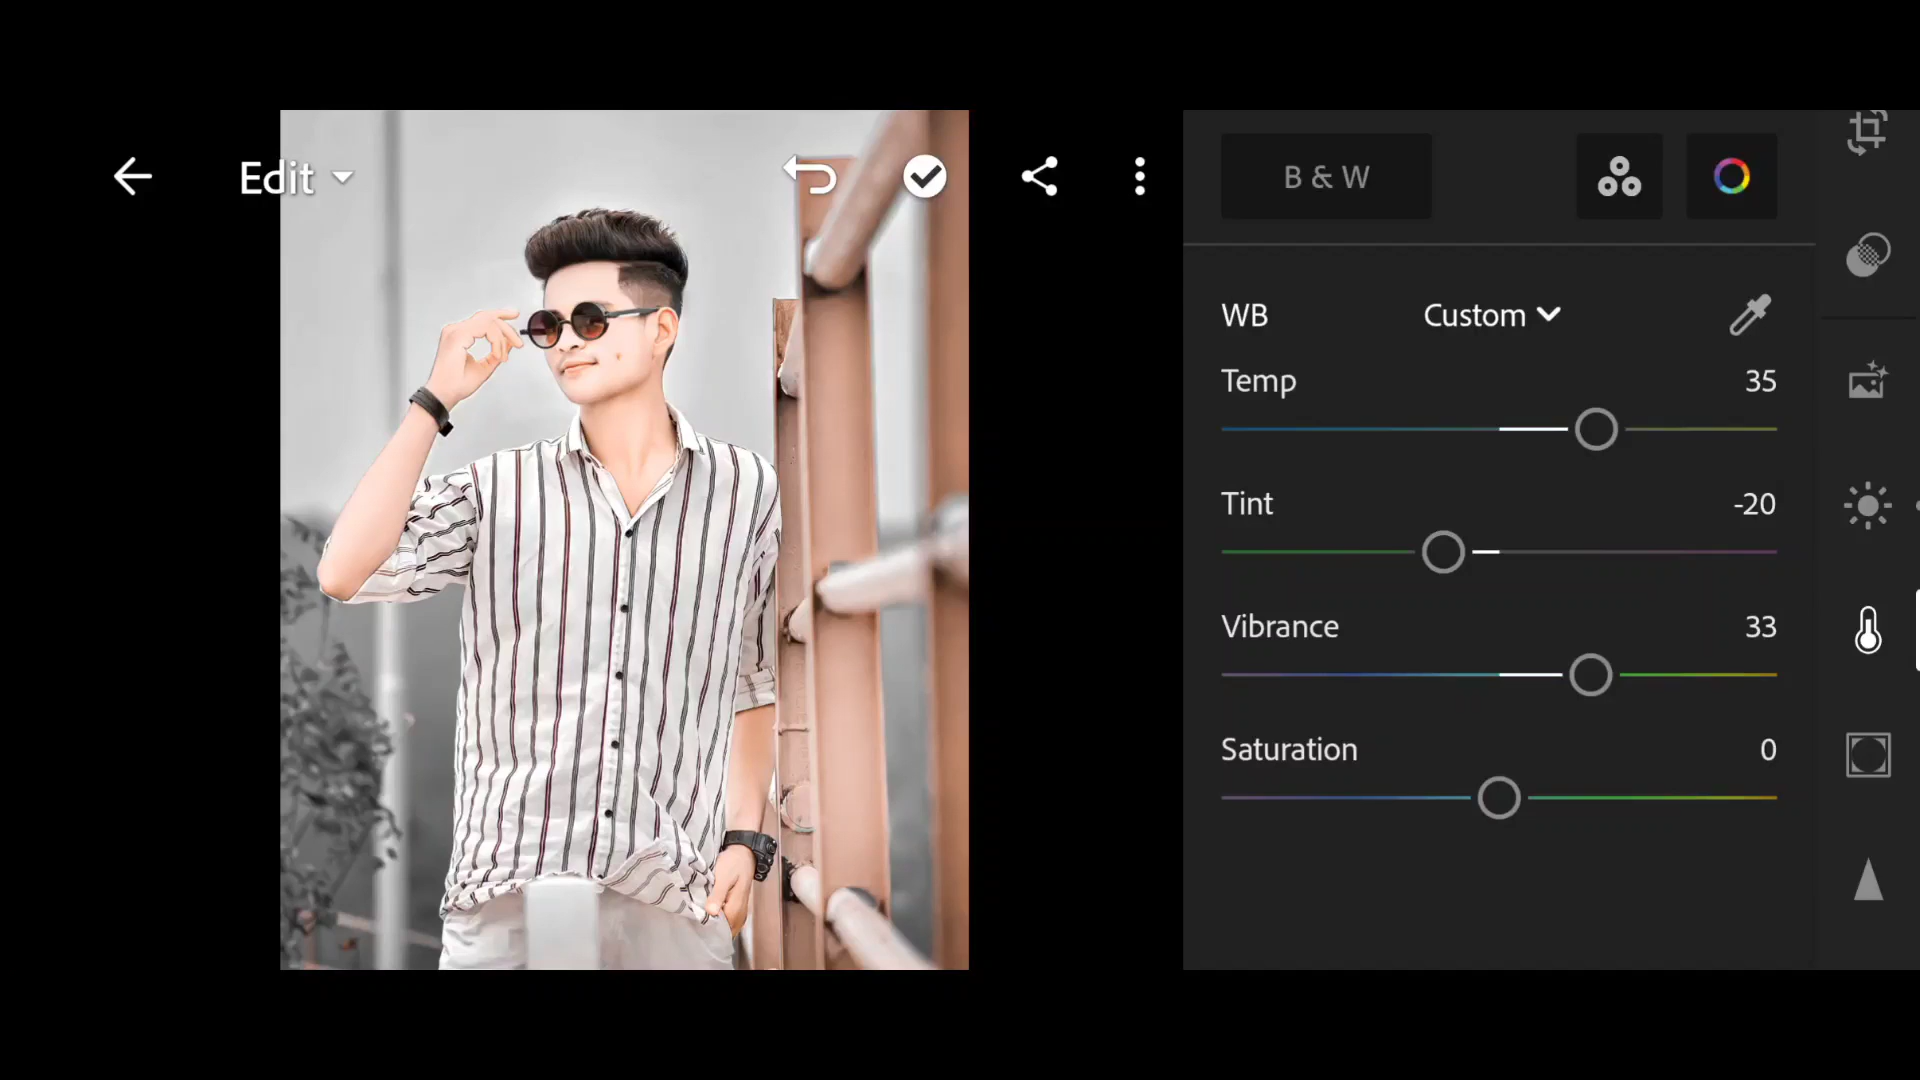 Edit
B & W
WB Custom
Temp 35
Tint -20
Vibrance 33
Saturation 0